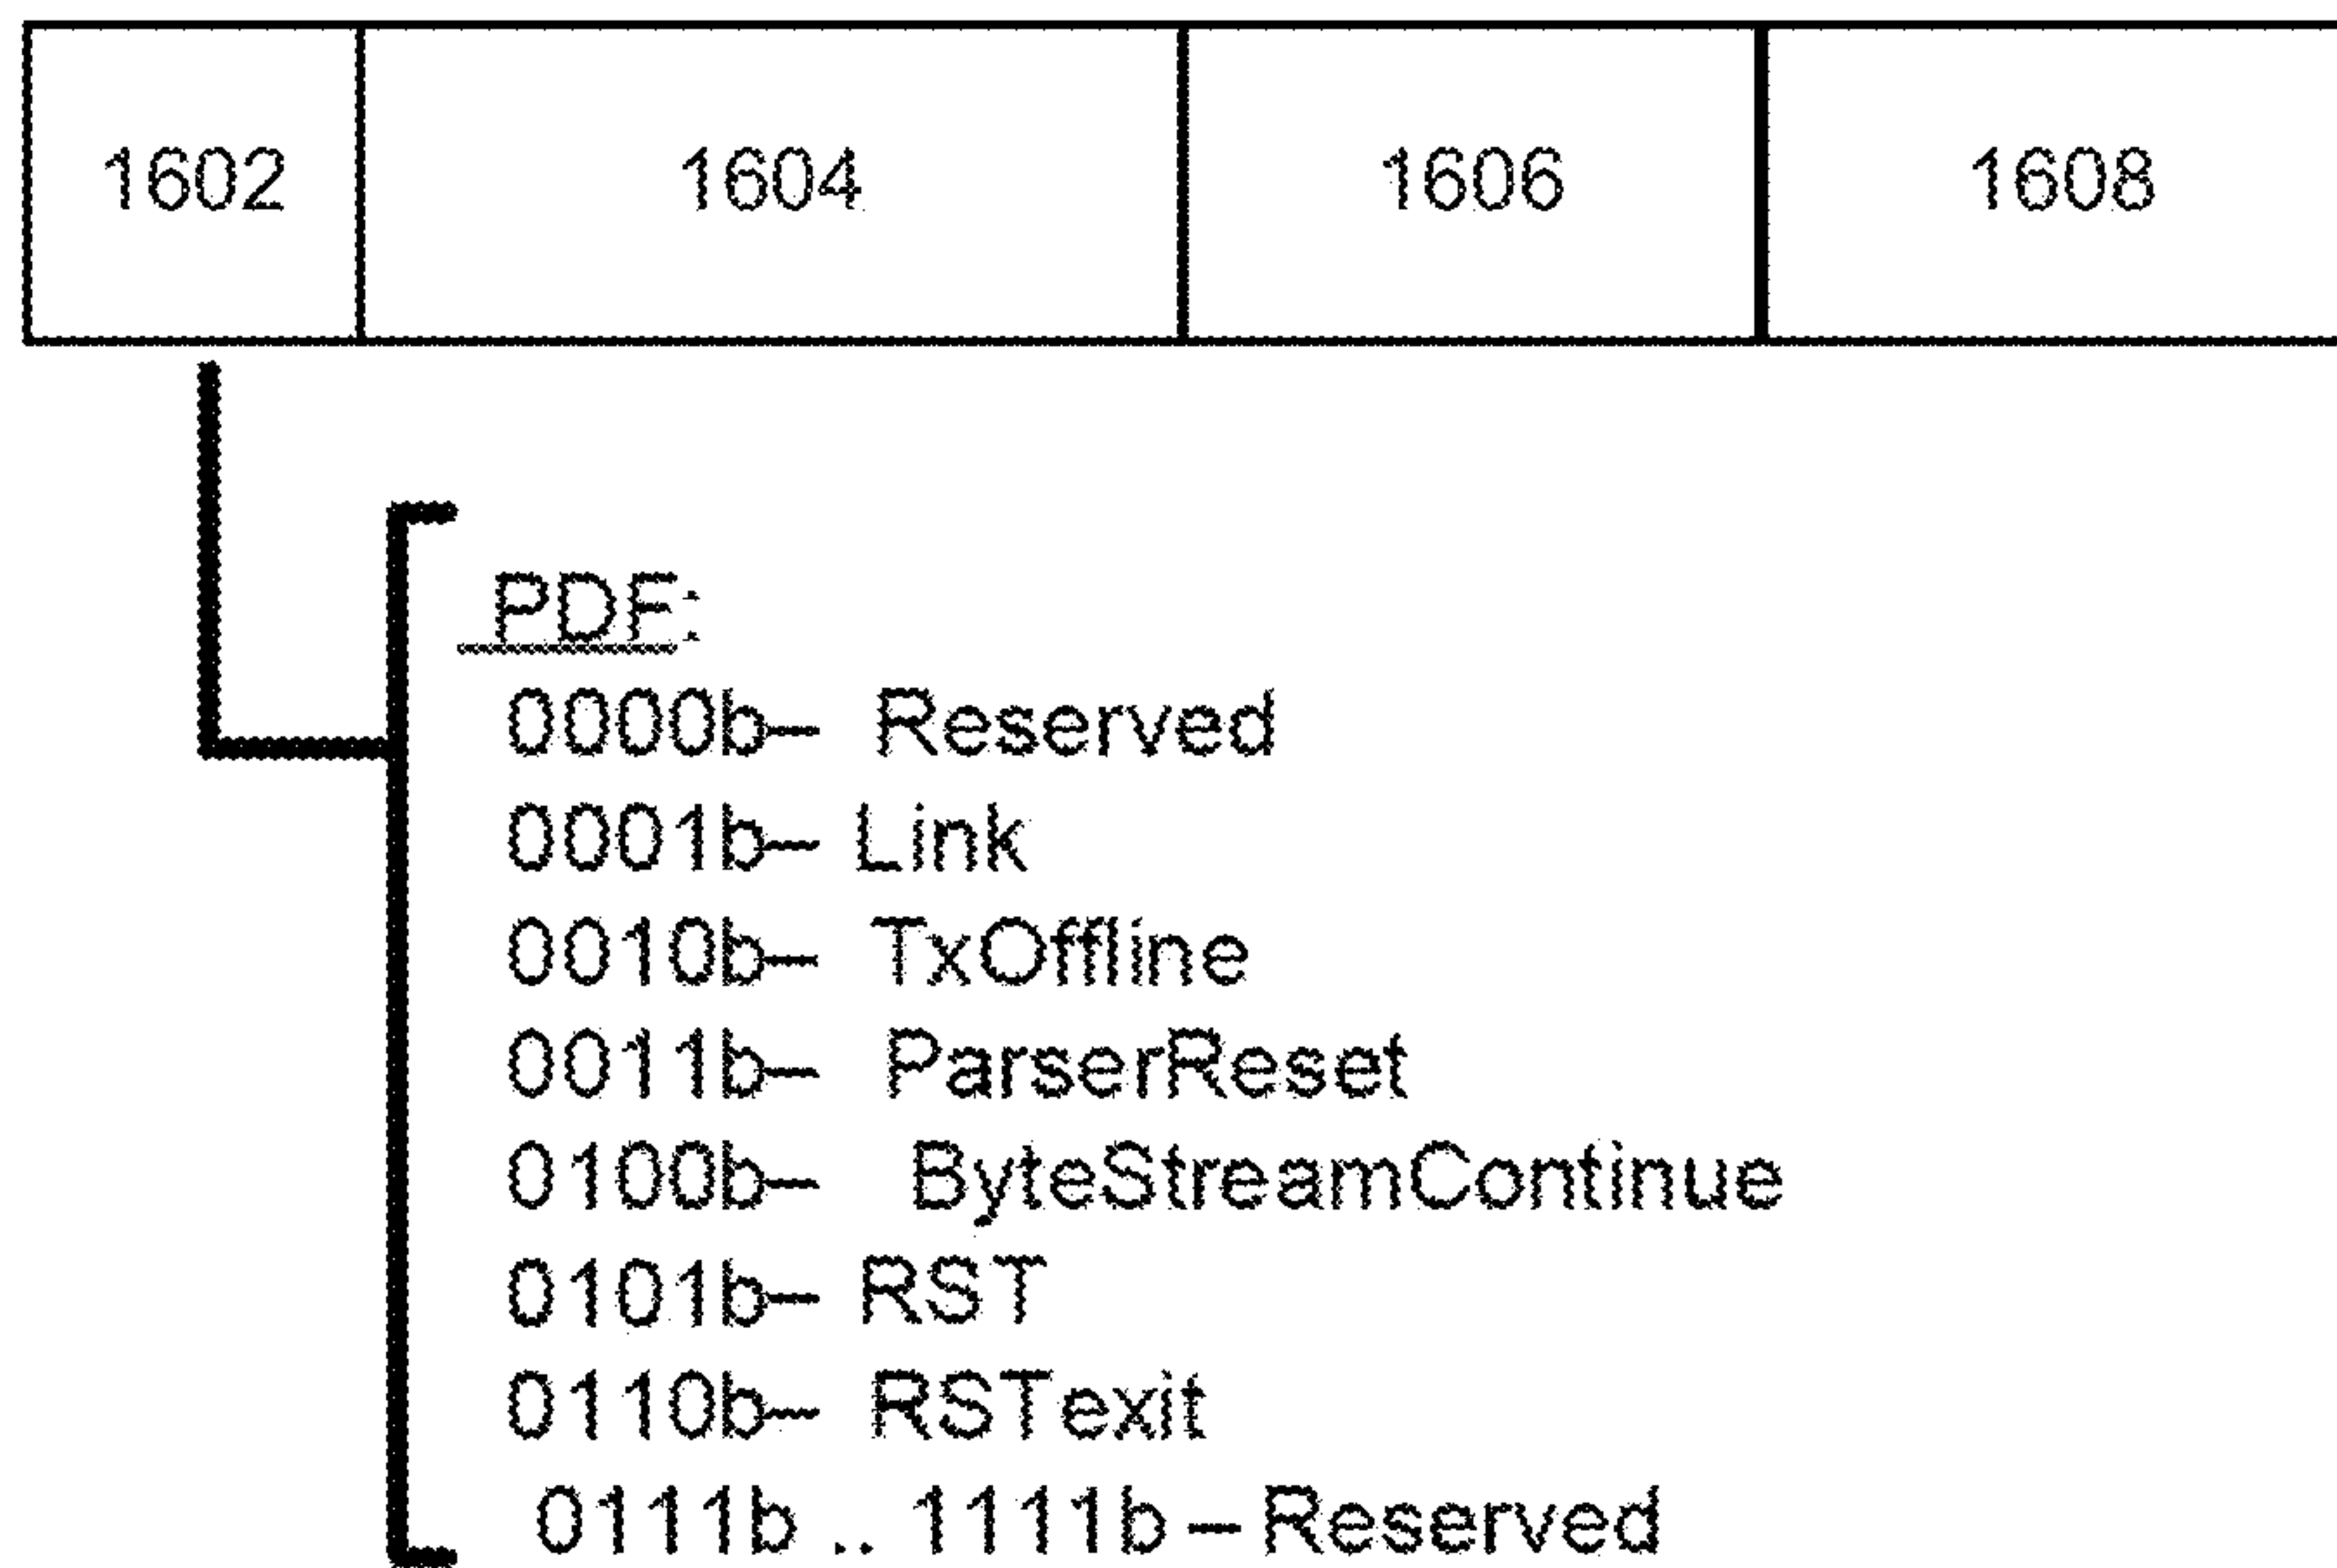 1602 1604 1606 1608
PDF:
0000b– Reserved
0001b– Link
0010b– TxOffline
0011b– ParserReset
0100b– ByteStreamContinue
0101b– RST
0110b– RSTexit
0111b .. 1111b – Reserved